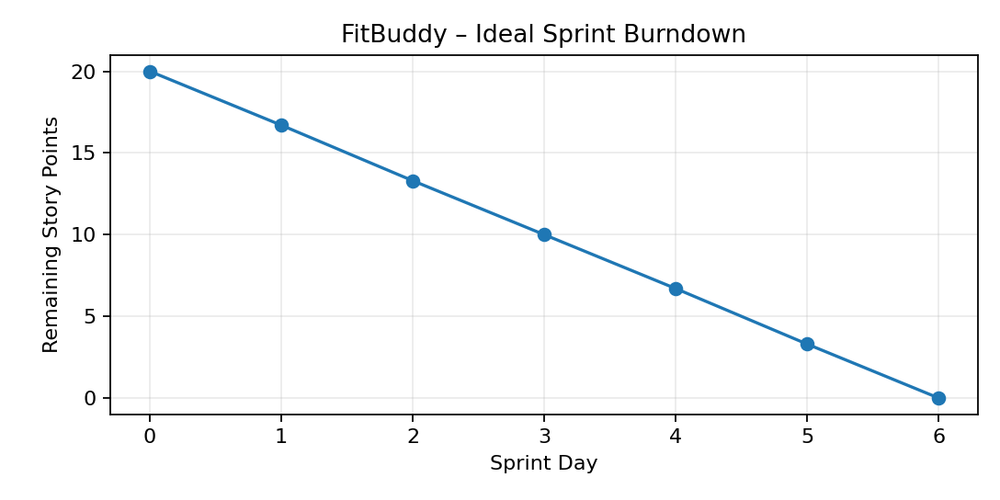 FitBuddy – Ideal Sprint Burndown
Remaining Story Points
20
15
10
5
0
0 1 2 3 4 5 6
Sprint Day